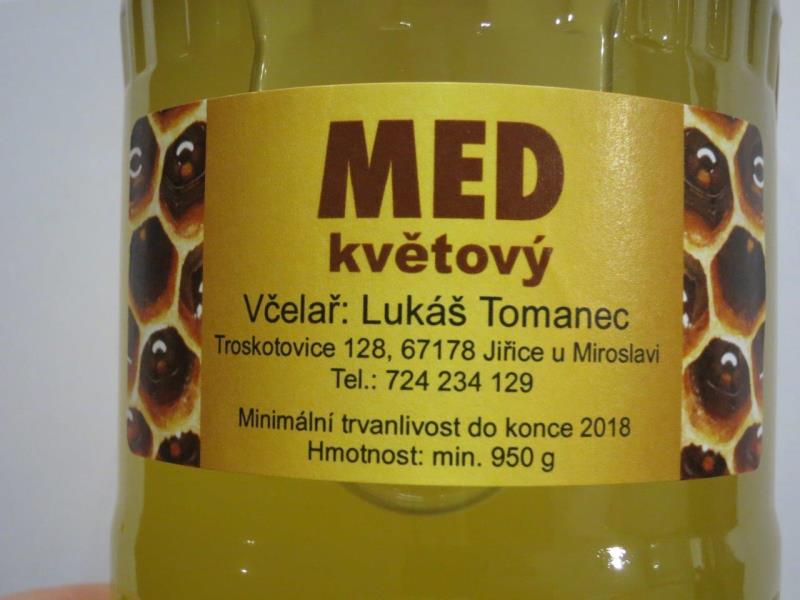 MED
květový
Včelař: Lukáš Tomanec
Troskotovice 128, 67178 Jiřice u Miroslavi
Tel.: 724 234 129
Minimální trvanlivost do konce 2018
Hmotnost: min. 950 g